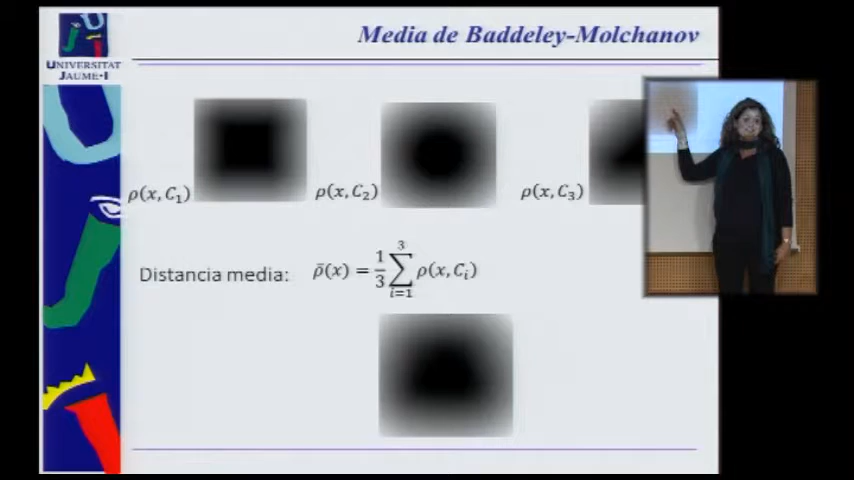 Media de Baddeley-Molchanov
UNIVERSITAT
JAUME·I
ρ(x, C₁)
ρ(x, C₂)
ρ(x, C₃)
Distancia media: ρ̄(x) = 1/3 ∑_{i=1}^{3} ρ(x, Cᵢ)